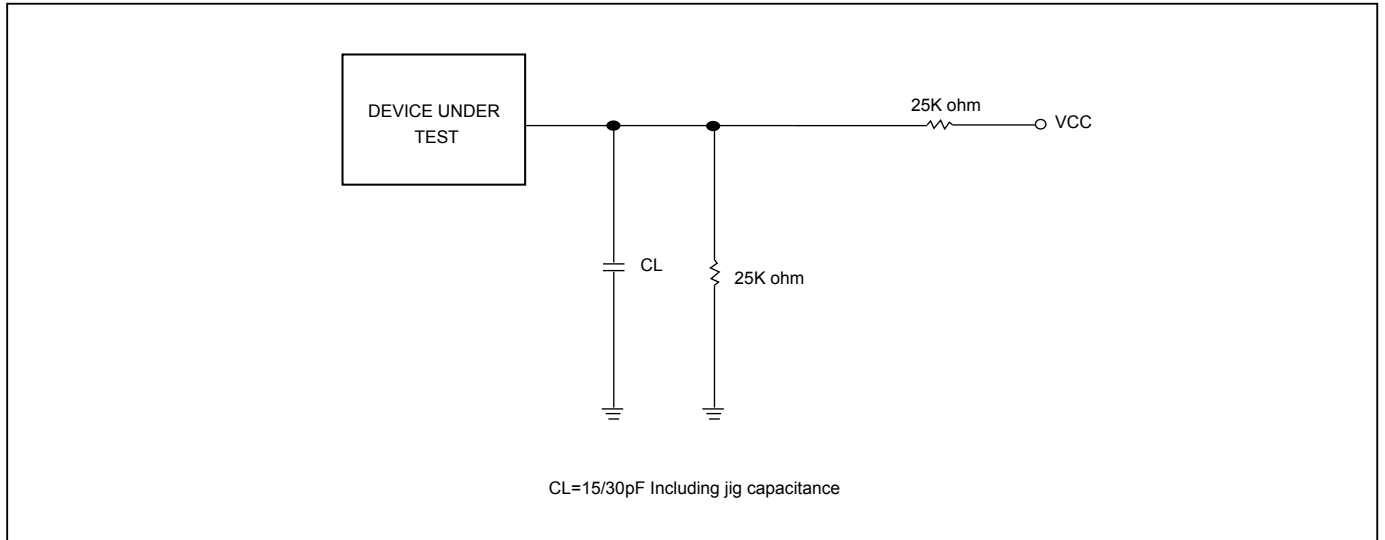 DEVICE UNDER
TEST
25K ohm
VCC
CL
25K ohm
CL=15/30pF Including jig capacitance